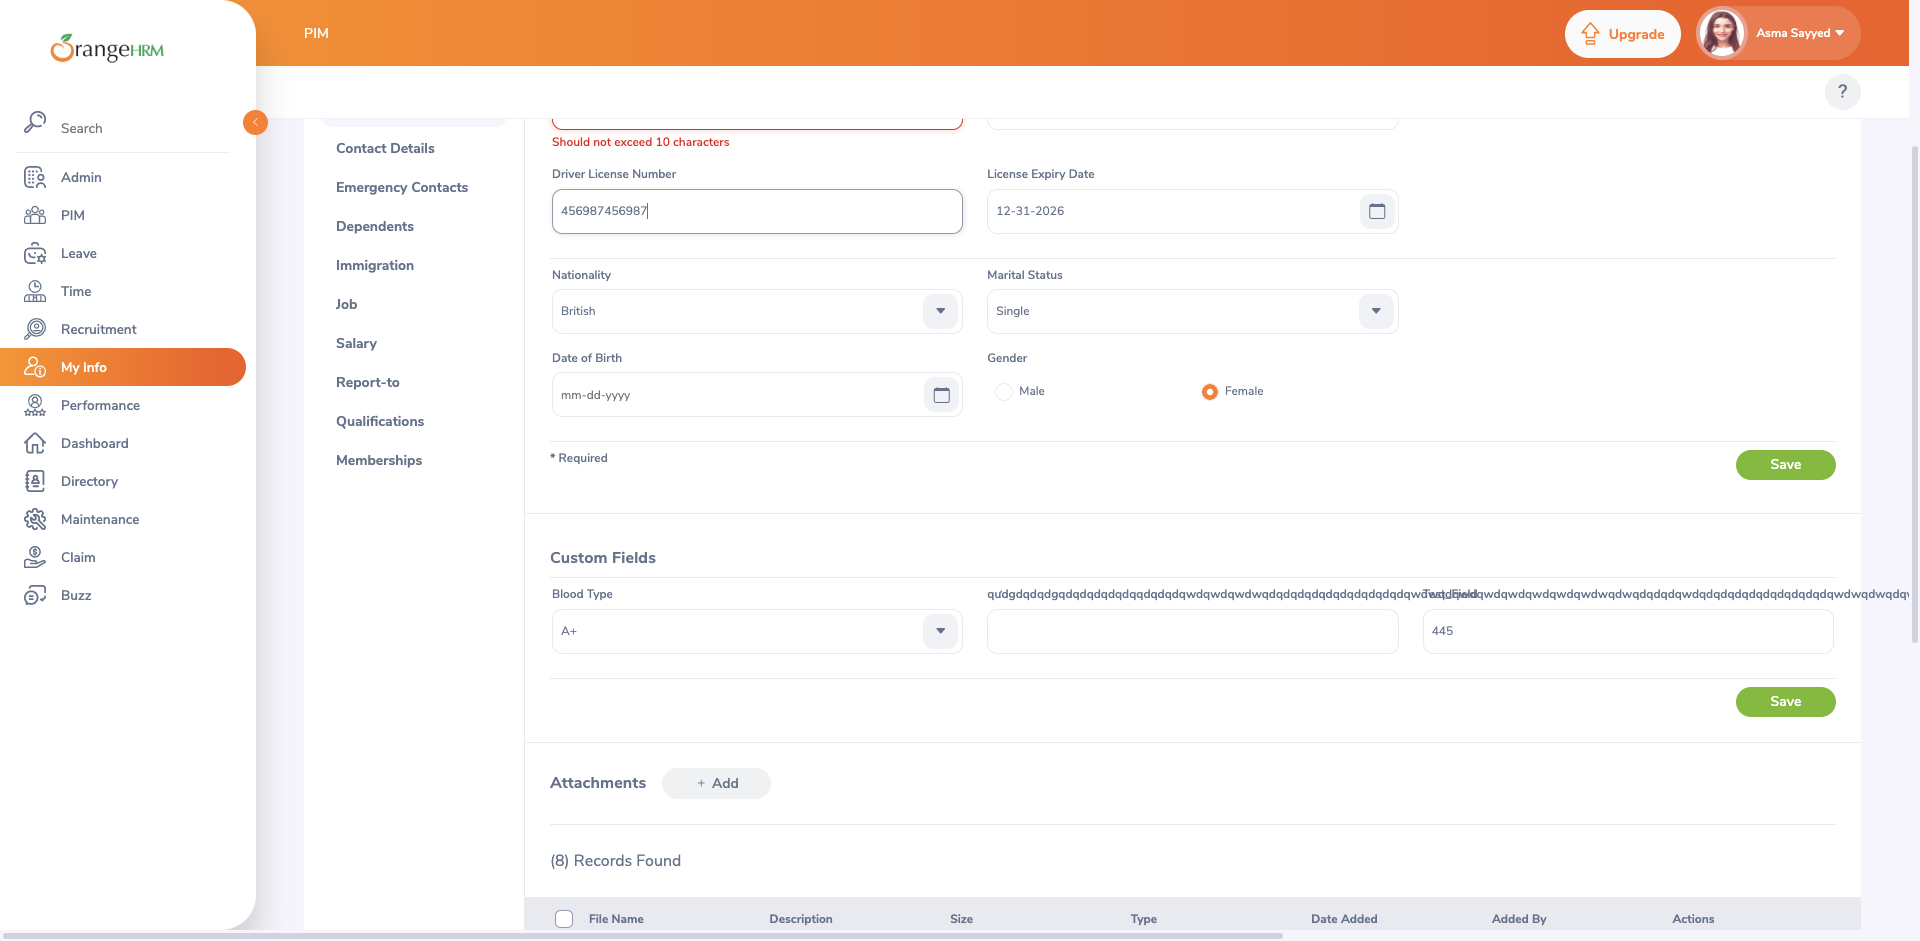 OrangeHRM
PIM
Upgrade
Asma Sayyed
?
Search
Admin
PIM
Leave
Time
Recruitment
My Info
Performance
Dashboard
Directory
Maintenance
Claim
Buzz
Contact Details
Emergency Contacts
Dependents
Immigration
Job
Salary
Report-to
Qualifications
Memberships
Should not exceed 10 characters
Driver License Number
License Expiry Date
456987456987
12-31-2026
Nationality
Marital Status
British
Single
Date of Birth
Gender
mm-dd-yyyy
Male
Female
* Required
Save
Custom Fields
Blood Type
Test_Field
A+
445
Save
Attachments
+ Add
(8) Records Found
File Name
Description
Size
Type
Date Added
Added By
Actions